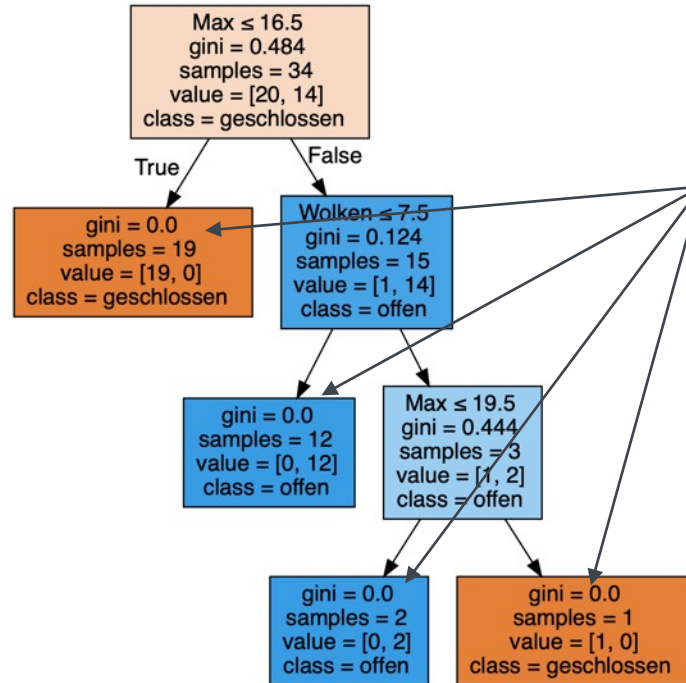 Max ≤ 16.5
gini = 0.484
samples = 34
value = [20, 14]
class = geschlossen
True
False
gini = 0.0
samples = 19
value = [19, 0]
class = geschlossen
Wolken ≤ 7.5
gini = 0.124
samples = 15
value = [1, 14]
class = offen
gini = 0.0
samples = 12
value = [0, 12]
class = offen
Max ≤ 19.5
gini = 0.444
samples = 3
value = [1, 2]
class = offen
gini = 0.0
samples = 2
value = [0, 2]
class = offen
gini = 0.0
samples = 1
value = [1, 0]
class = geschlossen